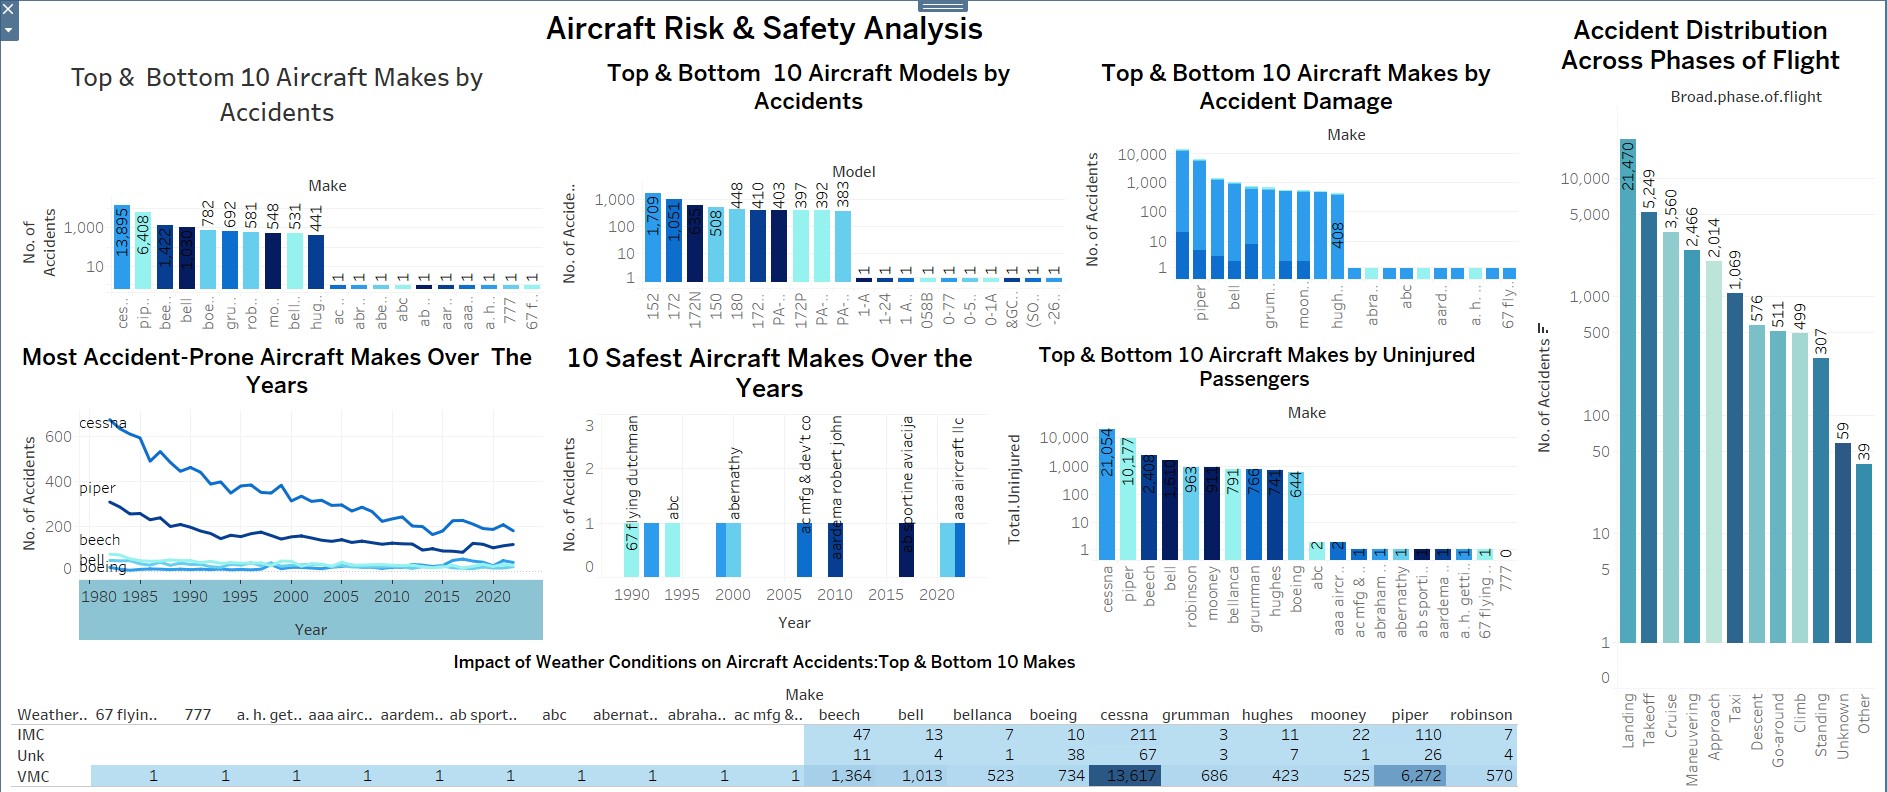 Aircraft Risk & Safety Analysis
Top & Bottom 10 Aircraft Makes by
Accidents
Make
No. of
Accidents
1,000
10
13,895
6,408
1,422
1,030
782
692
581
548
531
441
1
1
1
1
1
1
1
1
1
1
ces..
pip..
bee..
bell
boe..
gru..
rob..
mo..
bell..
hug..
ac ..
abr..
abe..
abc
ab ..
aar..
aaa..
a. h..
777
67 f..
Top & Bottom 10 Aircraft Models by
Accidents
Model
No. of Accide..
1,000
100
10
1
1,709
1,051
635
508
448
410
403
397
392
383
1
1
1
1
1
1
1
1
1
1
152
172
172N
150
180
172..
PA-..
172P
PA-..
PA-..
1-A
1-24
1 A..
058B
0-77
0-5..
0-1A
&GC..
(SO..
-26..
Top & Bottom 10 Aircraft Makes by
Accident Damage
Make
No. of Accidents
10,000
1,000
100
10
1
408
piper
bell
grum..
moon..
hugh..
abra..
abc
aard..
a. h. ..
67 fly..
Accident Distribution
Across Phases of Flight
Broad.phase.of.flight
No. of Accidents
10,000
5,000
1,000
500
100
50
10
5
1
0
21,470
5,249
3,560
2,466
2,014
1,069
576
511
499
307
59
39
Landing
Takeoff
Cruise
Maneuvering
Approach
Taxi
Descent
Go-around
Climb
Standing
Unknown
Other
Most Accident-Prone Aircraft Makes Over The
Years
No. of Accidents
600
400
200
0
cessna
piper
beech
bell
boeing
1980 1985 1990 1995 2000 2005 2010 2015 2020
Year
10 Safest Aircraft Makes Over the
Years
No. of Accidents
3
2
1
0
67 flying dutchman
abc
abernathy
ac mfg & dev't co
aardema robert john
ab sportine aviacija
aaa aircraft llc
1990 1995 2000 2005 2010 2015 2020
Year
Top & Bottom 10 Aircraft Makes by Uninjured
Passengers
Make
Total.Uninjured
10,000
1,000
100
10
1
21,054
10,177
2,408
1,610
963
911
791
766
741
644
2
2
1
1
1
1
1
1
1
0
cessna
piper
beech
bell
robinson
mooney
bellanca
grumman
hughes
boeing
abc
aaa aircr..
ac mfg & ..
abraham ..
abernathy
ab sporti..
aardema ..
a. h. getti..
67 flying ..
777
Impact of Weather Conditions on Aircraft Accidents:Top & Bottom 10 Makes
Make
Weather.. 67 flyin.. 777 a. h. get.. aaa airc.. aardem.. ab sport.. abc abernat.. abraha.. ac mfg &.. beech bell bellanca boeing cessna grumman hughes mooney piper robinson
IMC 47 13 7 10 211 3 11 22 110 7
Unk 11 4 1 38 67 3 7 1 26 4
VMC 1 1 1 1 1 1 1 1 1 1 1,364 1,013 523 734 13,617 686 423 525 6,272 570